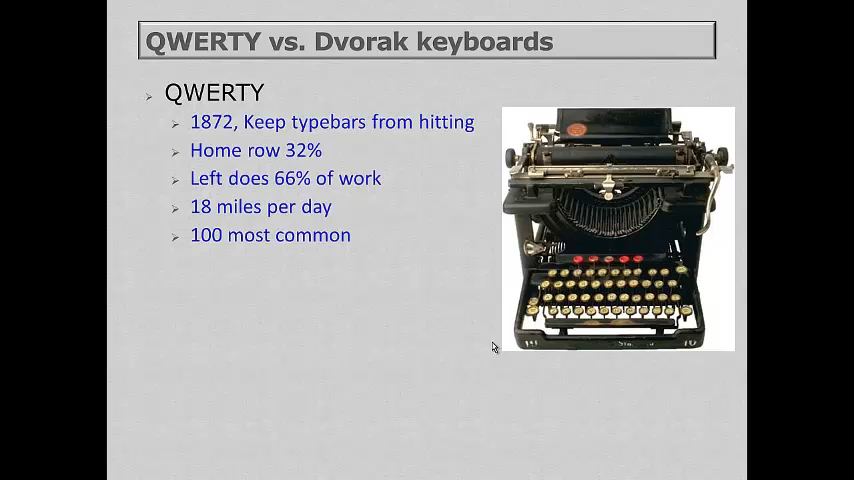 QWERTY vs. Dvorak keyboards
QWERTY
1872, Keep typebars from hitting
Home row 32%
Left does 66% of work
18 miles per day
100 most common